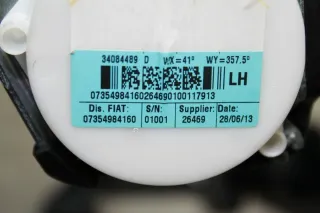 34084489 D WX=41° WY=357.5°
LH
07354984160264690100117913
Dis. FIAT: S/N: Supplier: Date:
07354984160 01001 26469 28/06/13